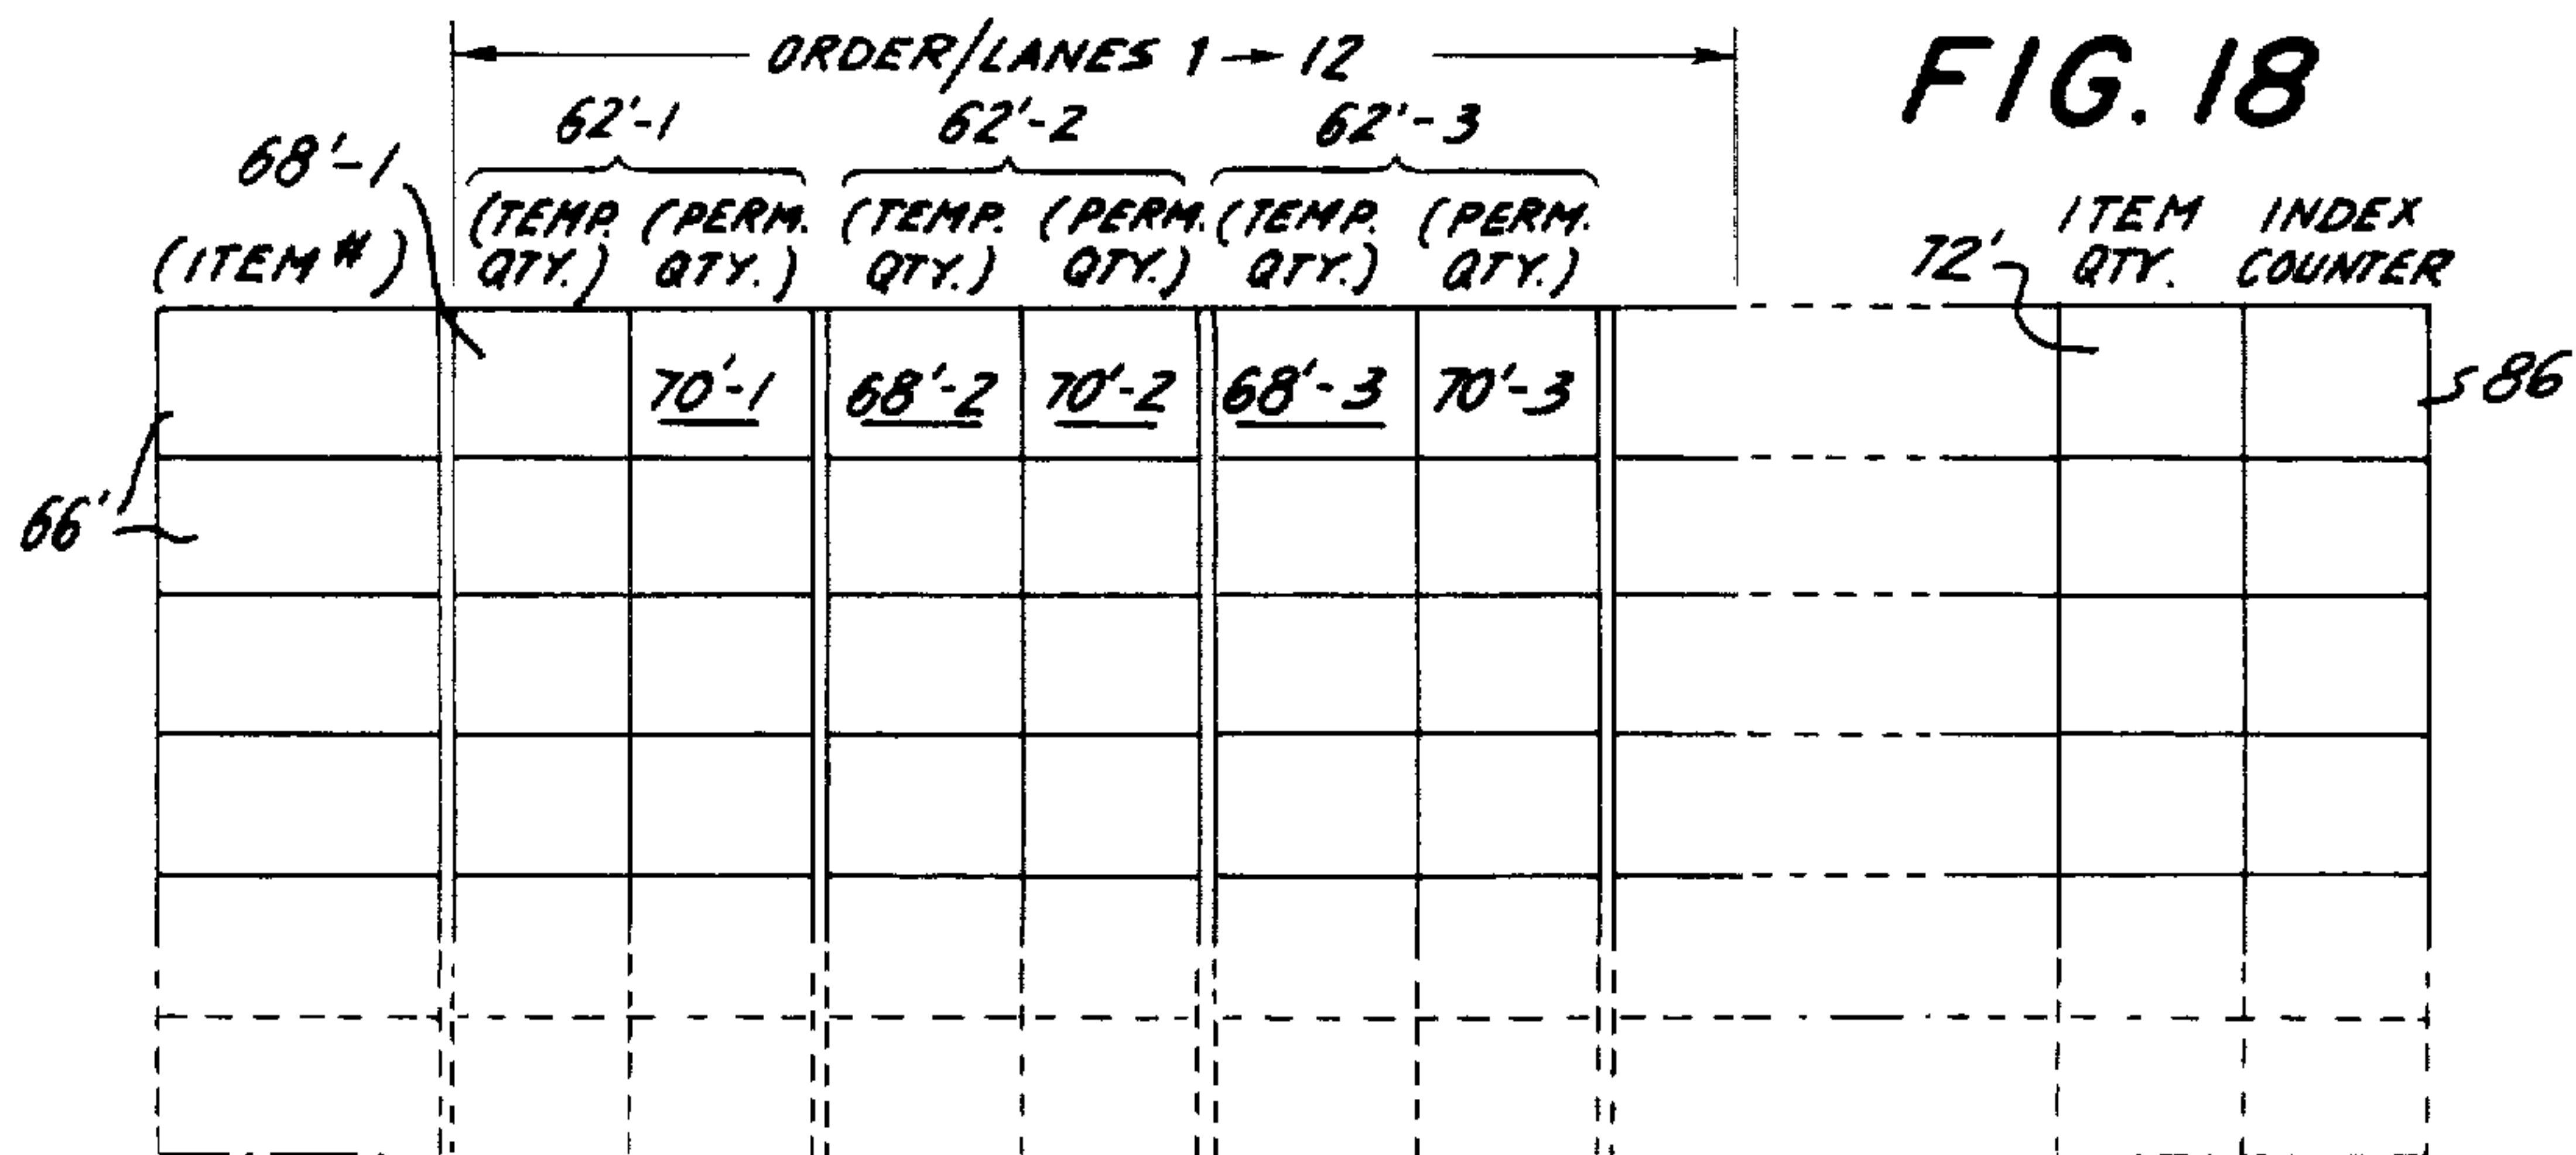 ORDER/LANES 1 → 12
FIG. 18
62'-1 62'-2 62'-3
68'-1
(TEMP. (PERM. (TEMP. (PERM. (TEMP. (PERM. ITEM INDEX
(ITEM #) QTY.) QTY.) QTY.) QTY.) QTY.) QTY.) 72' QTY. COUNTER
70'-1 68'-2 70'-2 68'-3 70'-3 86
66'